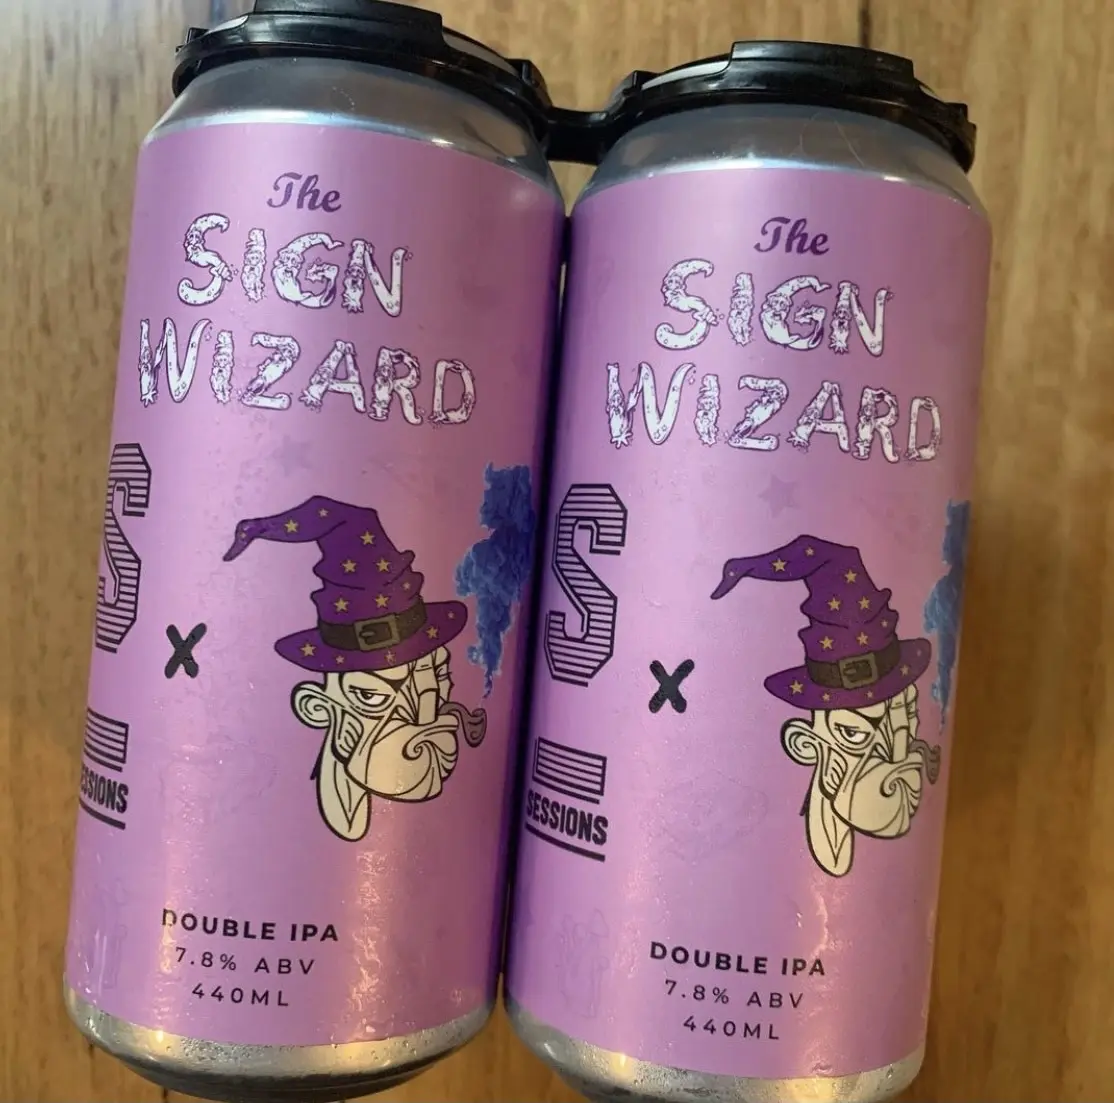 The
SIGN
WIZARD
S
X
SESSIONS
DOUBLE IPA
7.8% ABV
440ML
The
SIGN
WIZARD
S
X
SESSIONS
DOUBLE IPA
7.8% ABV
440ML